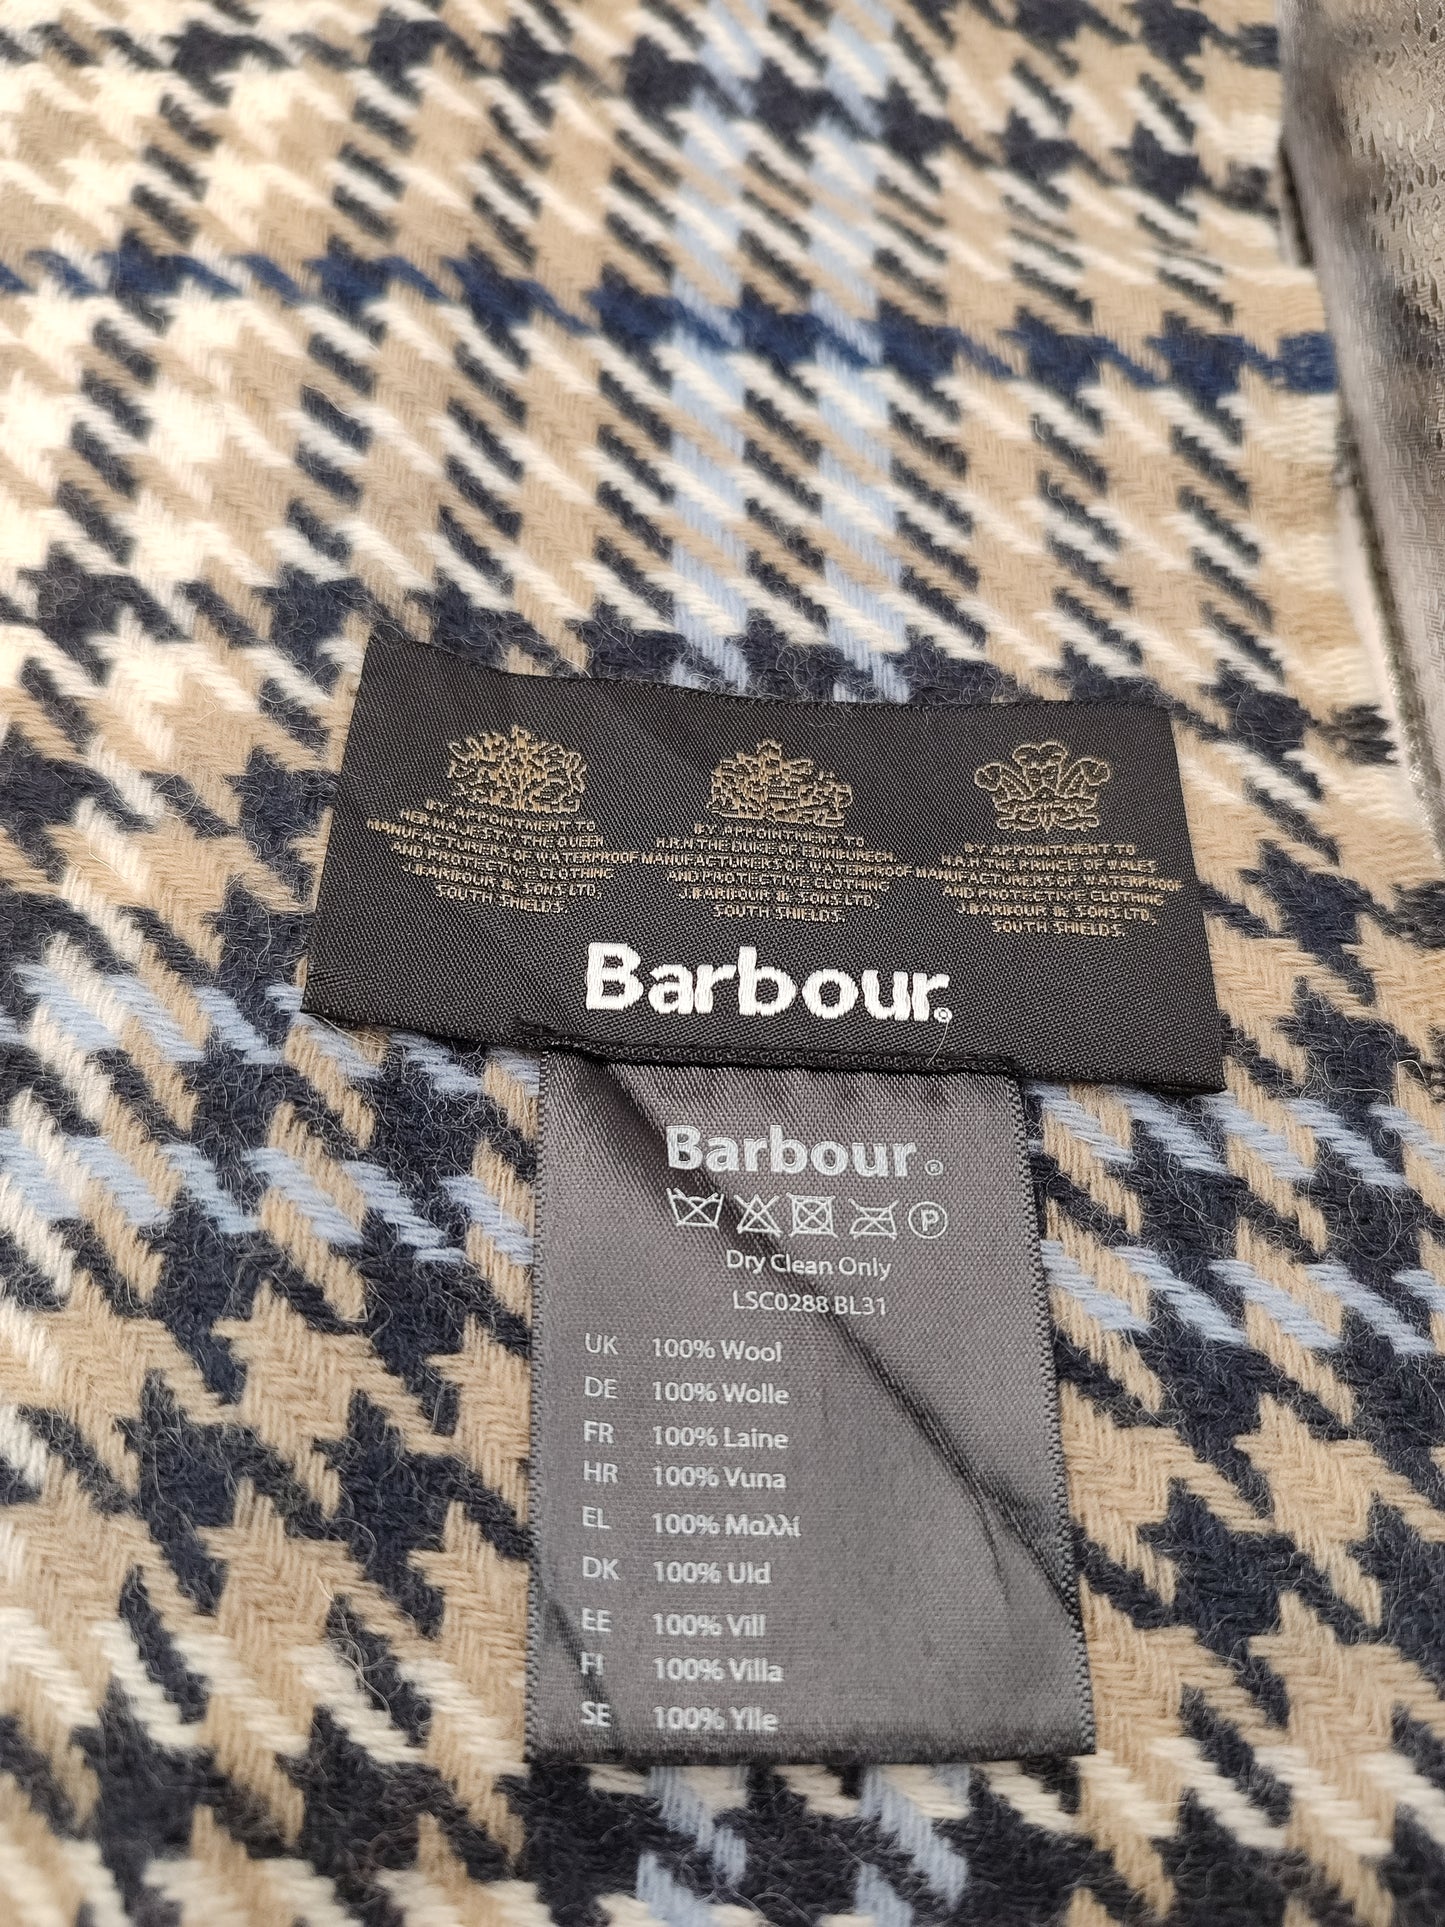 BY APPOINTMENT TO
HER MAJESTY THE QUEEN
MANUFACTURERS OF WATERPROOF
AND PROTECTIVE CLOTHING
J.BARBOUR & SONS LTD.
SOUTH SHIELDS.
BY APPOINTMENT TO
H.R.H THE DUKE OF EDINBURGH.
MANUFACTURERS OF WATERPROOF
AND PROTECTIVE CLOTHING
J.BARBOUR & SONS LTD.
SOUTH SHIELDS.
BY APPOINTMENT TO
H.R.H THE PRINCE OF WALES
MANUFACTURERS OF WATERPROOF
AND PROTECTIVE CLOTHING
J.BARBOUR & SONS LTD.
SOUTH SHIELDS.
Barbour®
Barbour®
P
Dry Clean Only
LSC0288 BL31
UK 100% Wool
DE 100% Wolle
FR 100% Laine
HR 100% Vuna
EL 100% Μαλλί
DK 100% Uld
EE 100% Vill
FI 100% Villa
SE 100% Ylle